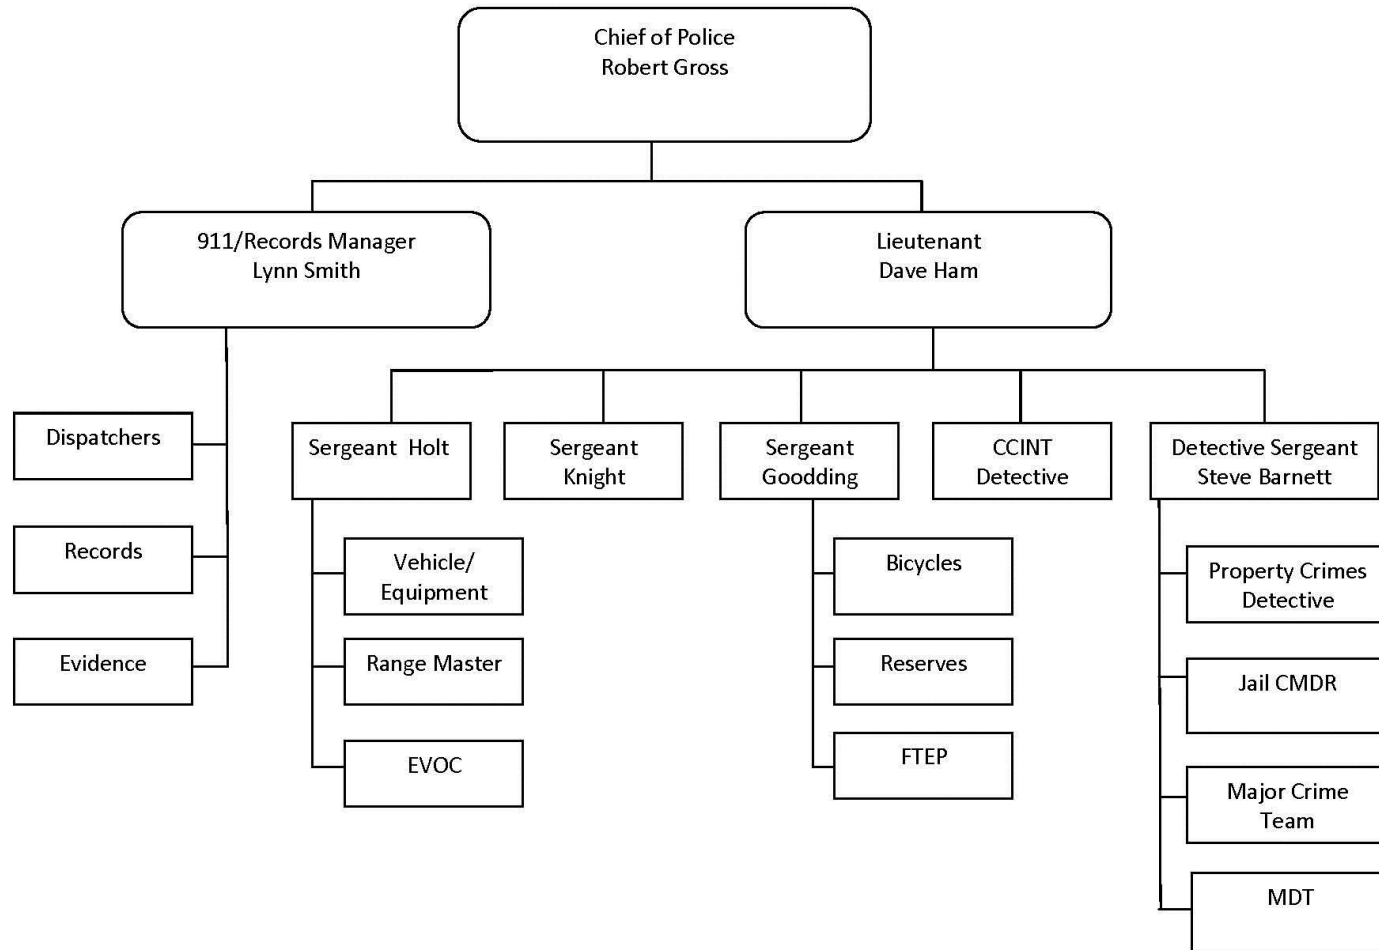 Chief of Police
Robert Gross
911/Records Manager
Lynn Smith
Lieutenant
Dave Ham
Dispatchers
Records
Evidence
Sergeant  Holt
Vehicle/
Equipment
Range Master
EVOC
Sergeant
Knight
Sergeant
Goodding
Bicycles
Reserves
FTEP
CCINT
Detective
Detective Sergeant
Steve Barnett
Property Crimes
Detective
Jail CMDR
Major Crime
Team
MDT